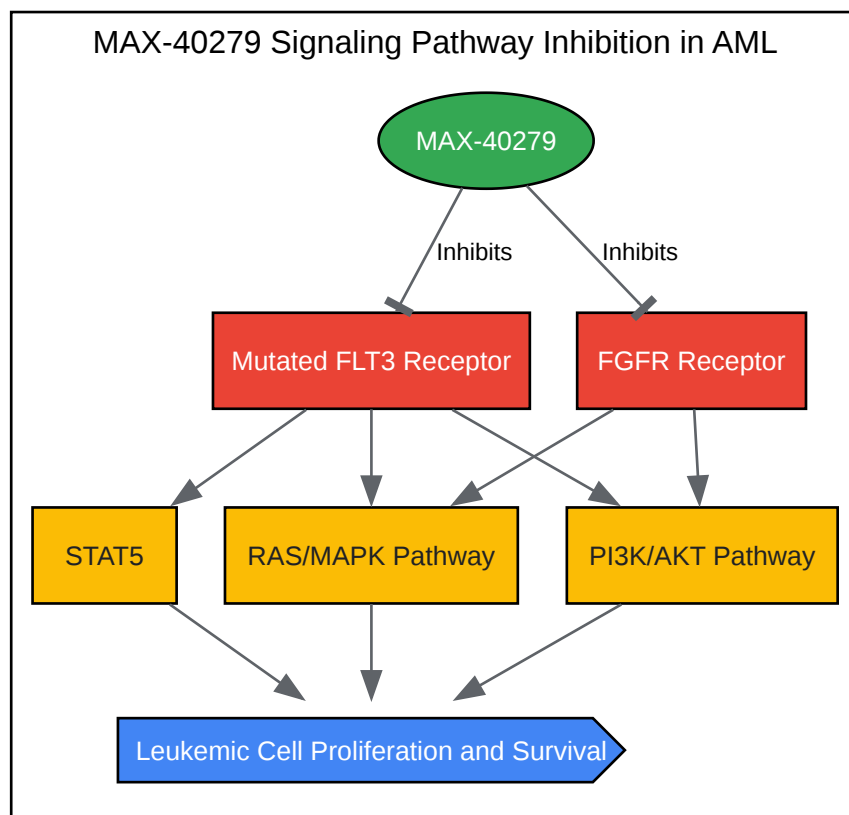 MAX-40279 Signaling Pathway Inhibition in AML
MAX-40279
Inhibits
Inhibits
Mutated FLT3 Receptor
FGFR Receptor
STAT5
RAS/MAPK Pathway
PI3K/AKT Pathway
Leukemic Cell Proliferation and Survival